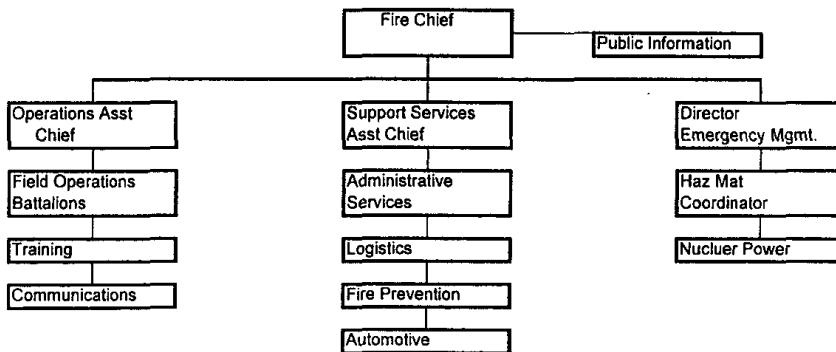 Fire Chief
Public Information
Operations Asst
Chief
Support Services
Asst Chief
Director
Emergency Mgmt.
Field Operations
Battalions
Administrative
Services
Haz Mat
Coordinator
Training
Logistics
Nucluer Power
Communications
Fire Prevention
Automotive